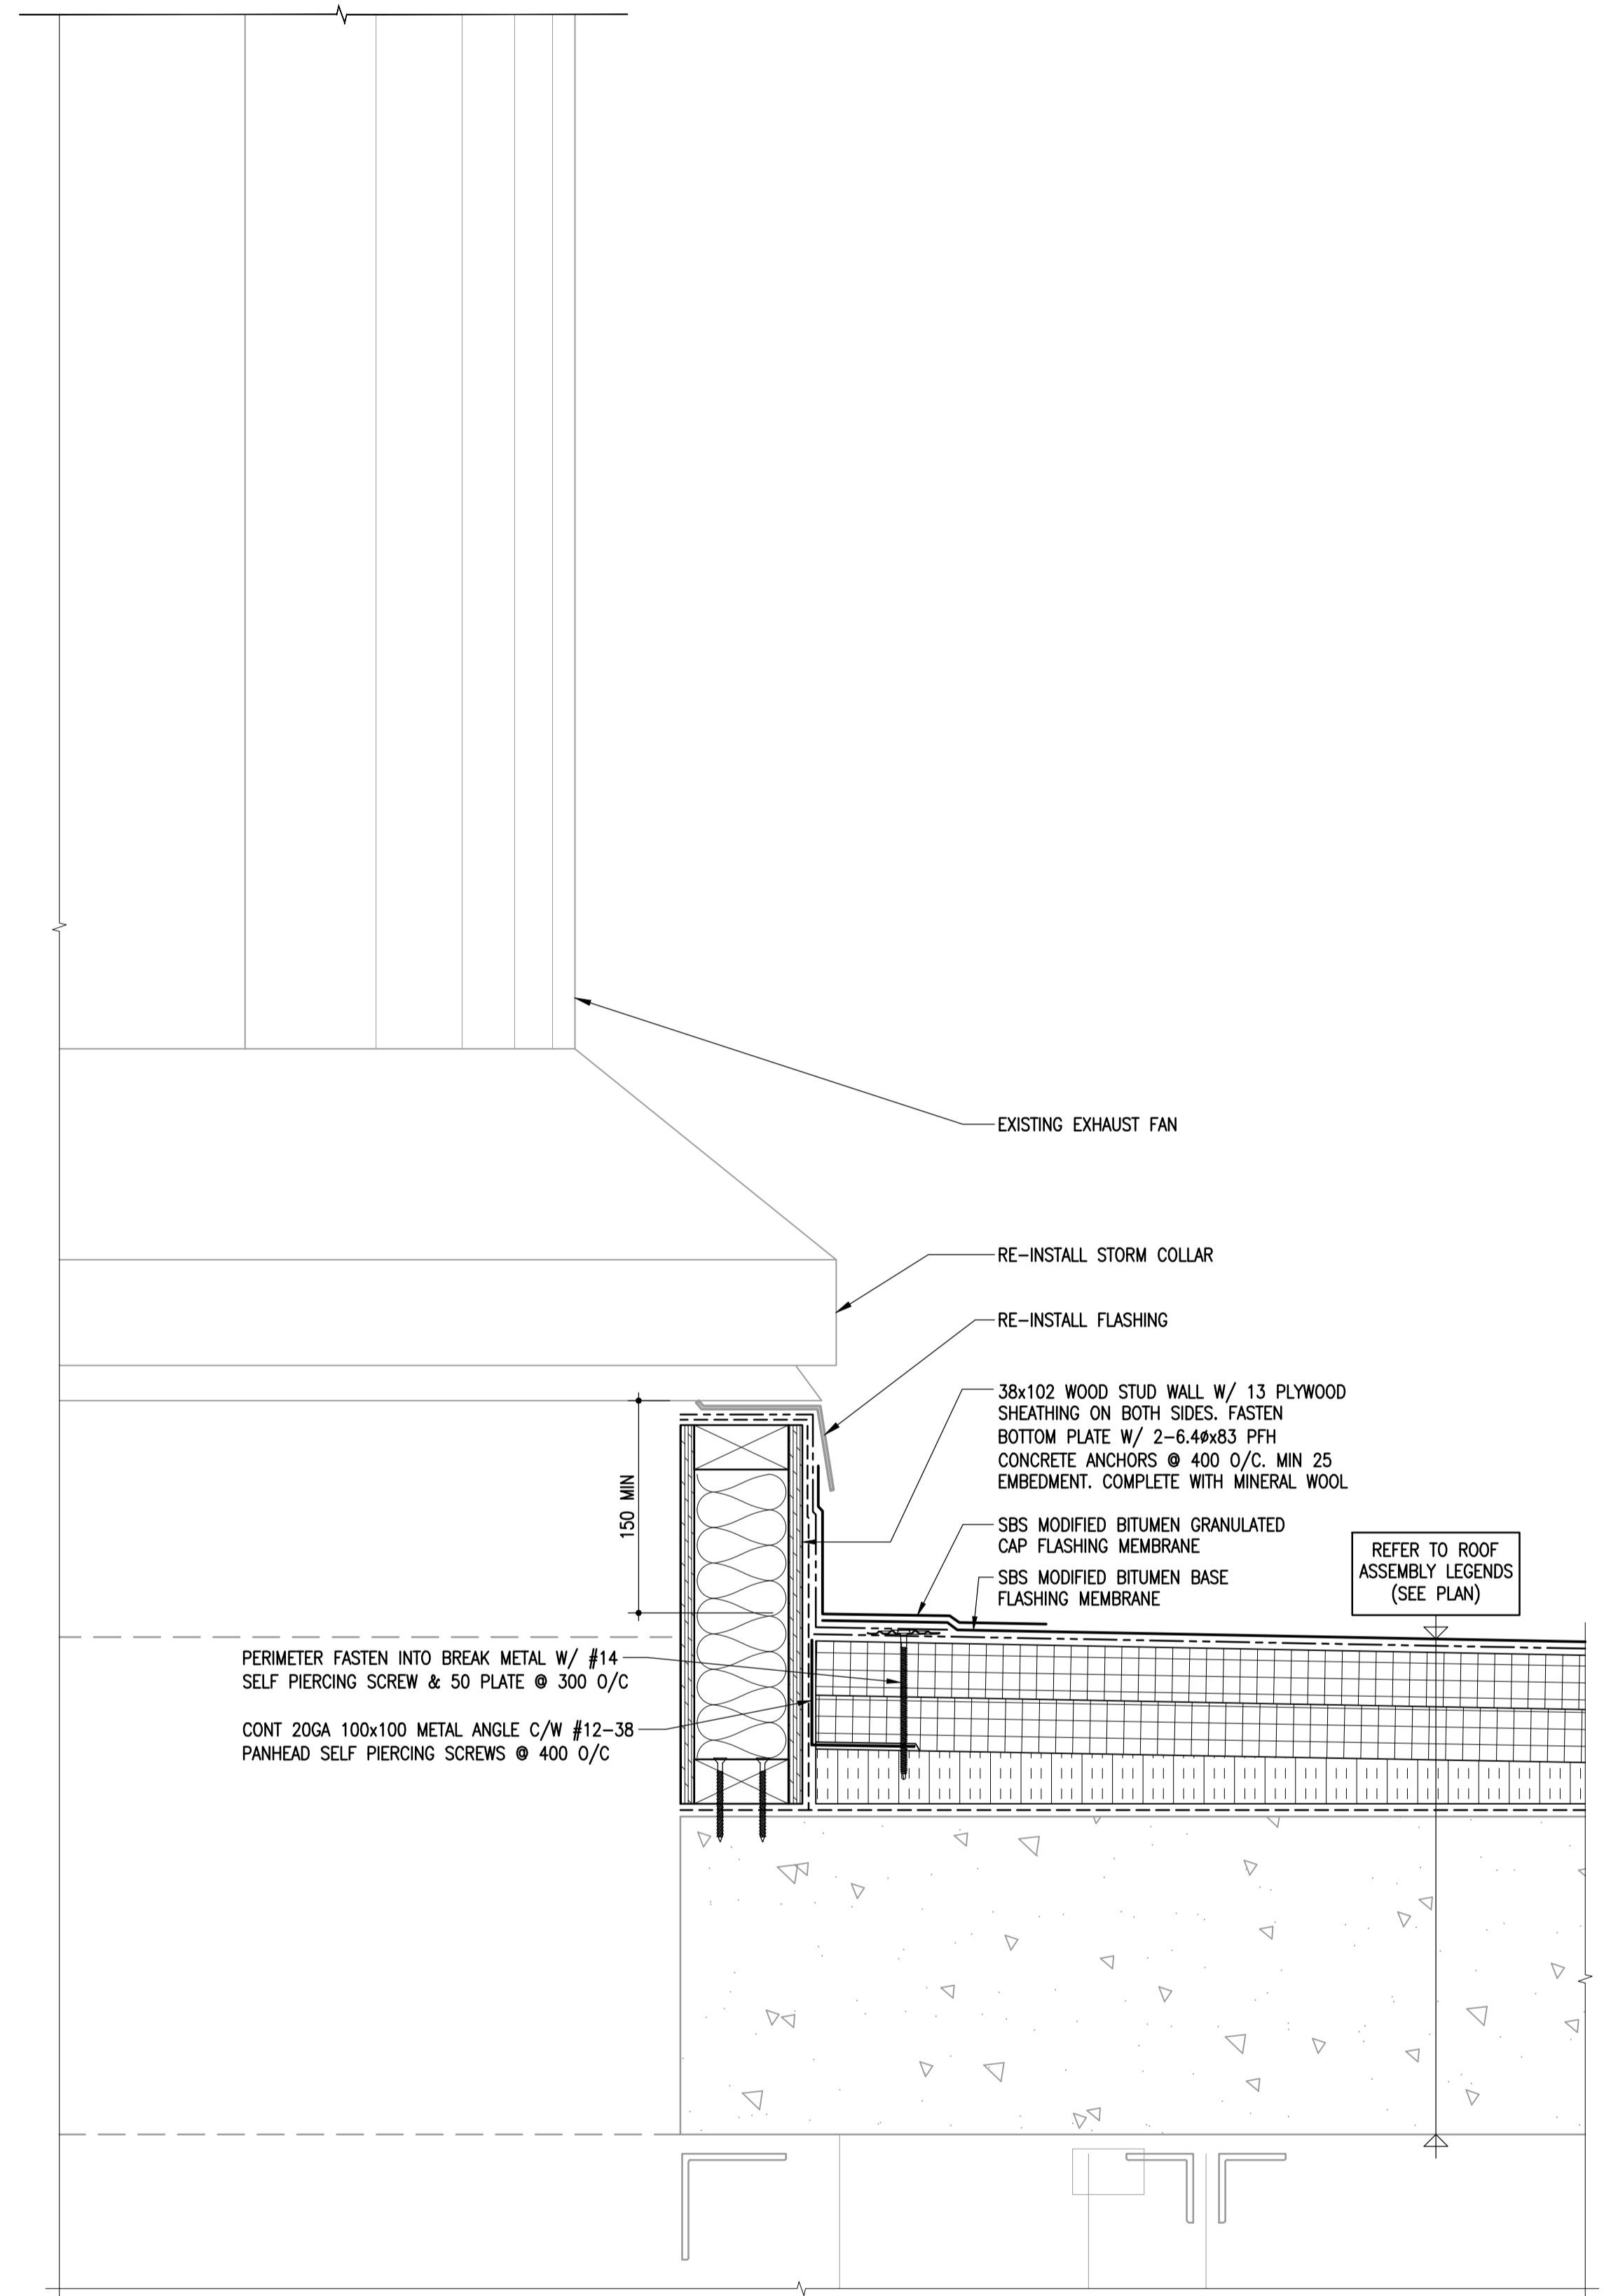 EXISTING EXHAUST FAN
RE-INSTALL STORM COLLAR
RE-INSTALL FLASHING
38x102 WOOD STUD WALL W/ 13 PLYWOOD
SHEATHING ON BOTH SIDES. FASTEN
BOTTOM PLATE W/ 2-6.4øx83 PFH
CONCRETE ANCHORS @ 400 O/C. MIN 25
EMBEDMENT. COMPLETE WITH MINERAL WOOL
150 MIN
SBS MODIFIED BITUMEN GRANULATED
CAP FLASHING MEMBRANE
SBS MODIFIED BITUMEN BASE
FLASHING MEMBRANE
REFER TO ROOF
ASSEMBLY LEGENDS
(SEE PLAN)
PERIMETER FASTEN INTO BREAK METAL W/ #14
SELF PIERCING SCREW & 50 PLATE @ 300 O/C
CONT 20GA 100x100 METAL ANGLE C/W #12-38
PANHEAD SELF PIERCING SCREWS @ 400 O/C